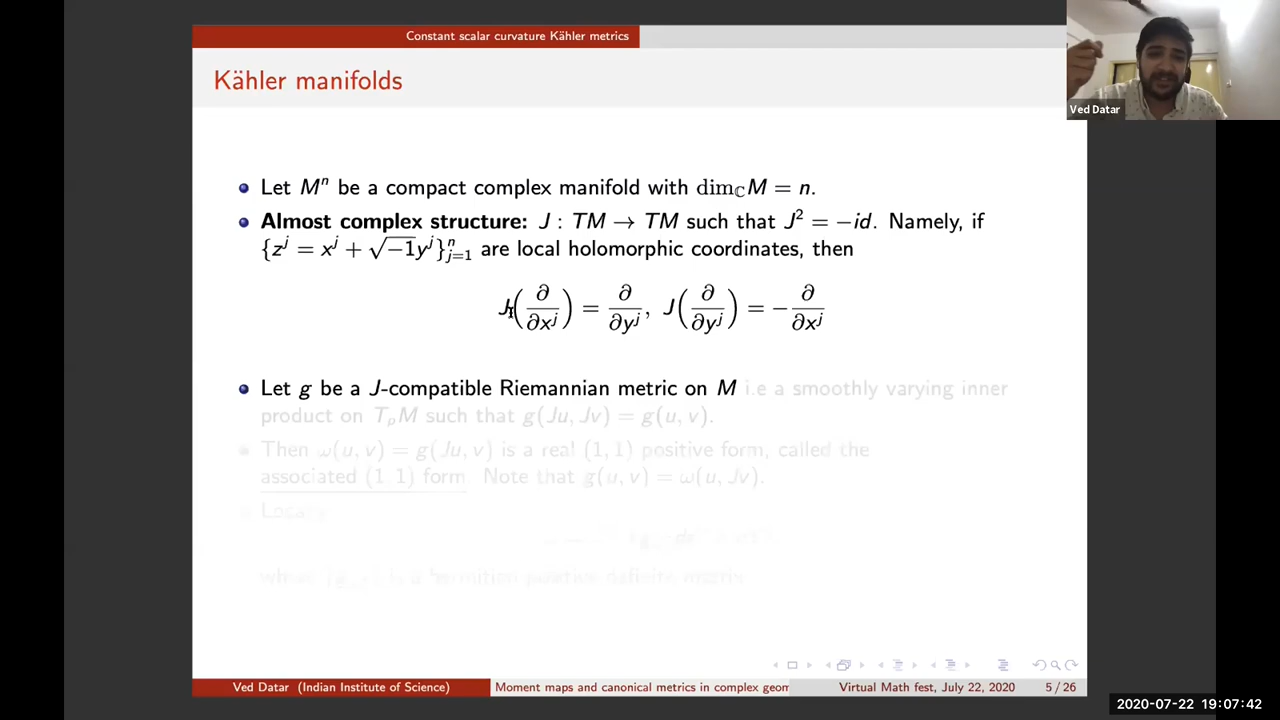 Constant scalar curvature Kähler metrics
Kähler manifolds
Ved Datar
Let Mⁿ be a compact complex manifold with dim_ℂ M = n.
Almost complex structure: J : TM → TM such that J² = −id. Namely, if
{z^j = x^j + √−1y^j}_{j=1}^n are local holomorphic coordinates, then
J(∂/∂x^j) = ∂/∂y^j, J(∂/∂y^j) = −∂/∂x^j
Let g be a J-compatible Riemannian metric on M i.e a smoothly varying inner
product on T_pM such that g(Ju, Jv) = g(u, v).
Then ω(u, v) = g(Ju, v) is a real (1, 1) positive form, called the
associated (1 1) form. Note that g(u, v) = ω(u, Jv).
Ved Datar (Indian Institute of Science)
Moment maps and canonical metrics in complex geom
Virtual Math fest, July 22, 2020
5 / 26
2020-07-22 19:07:42